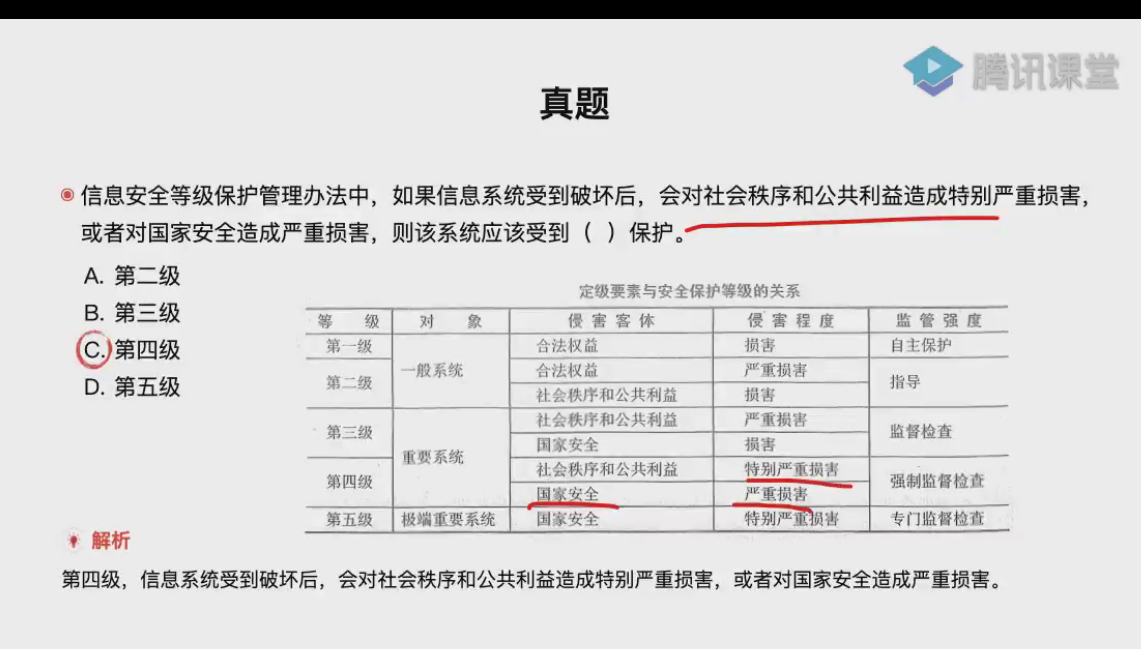 腾讯课堂
真题
信息安全等级保护管理办法中，如果信息系统受到破坏后，会对社会秩序和公共利益造成特别严重损害，
或者对国家安全造成严重损害，则该系统应该受到（ ）保护。
A. 第二级
B. 第三级
C. 第四级
D. 第五级
定级要素与安全保护等级的关系
等 级 对 象 侵 害 客 体 侵 害 程 度 监 管 强 度
第一级 一般系统 合法权益 损害 自主保护
第二级 合法权益 严重损害 指导
社会秩序和公共利益 损害
第三级 重要系统 社会秩序和公共利益 严重损害 监督检查
国家安全 损害
第四级 社会秩序和公共利益 特别严重损害 强制监督检查
国家安全 严重损害
第五级 极端重要系统 国家安全 特别严重损害 专门监督检查
解析
第四级，信息系统受到破坏后，会对社会秩序和公共利益造成特别严重损害，或者对国家安全造成严重损害。